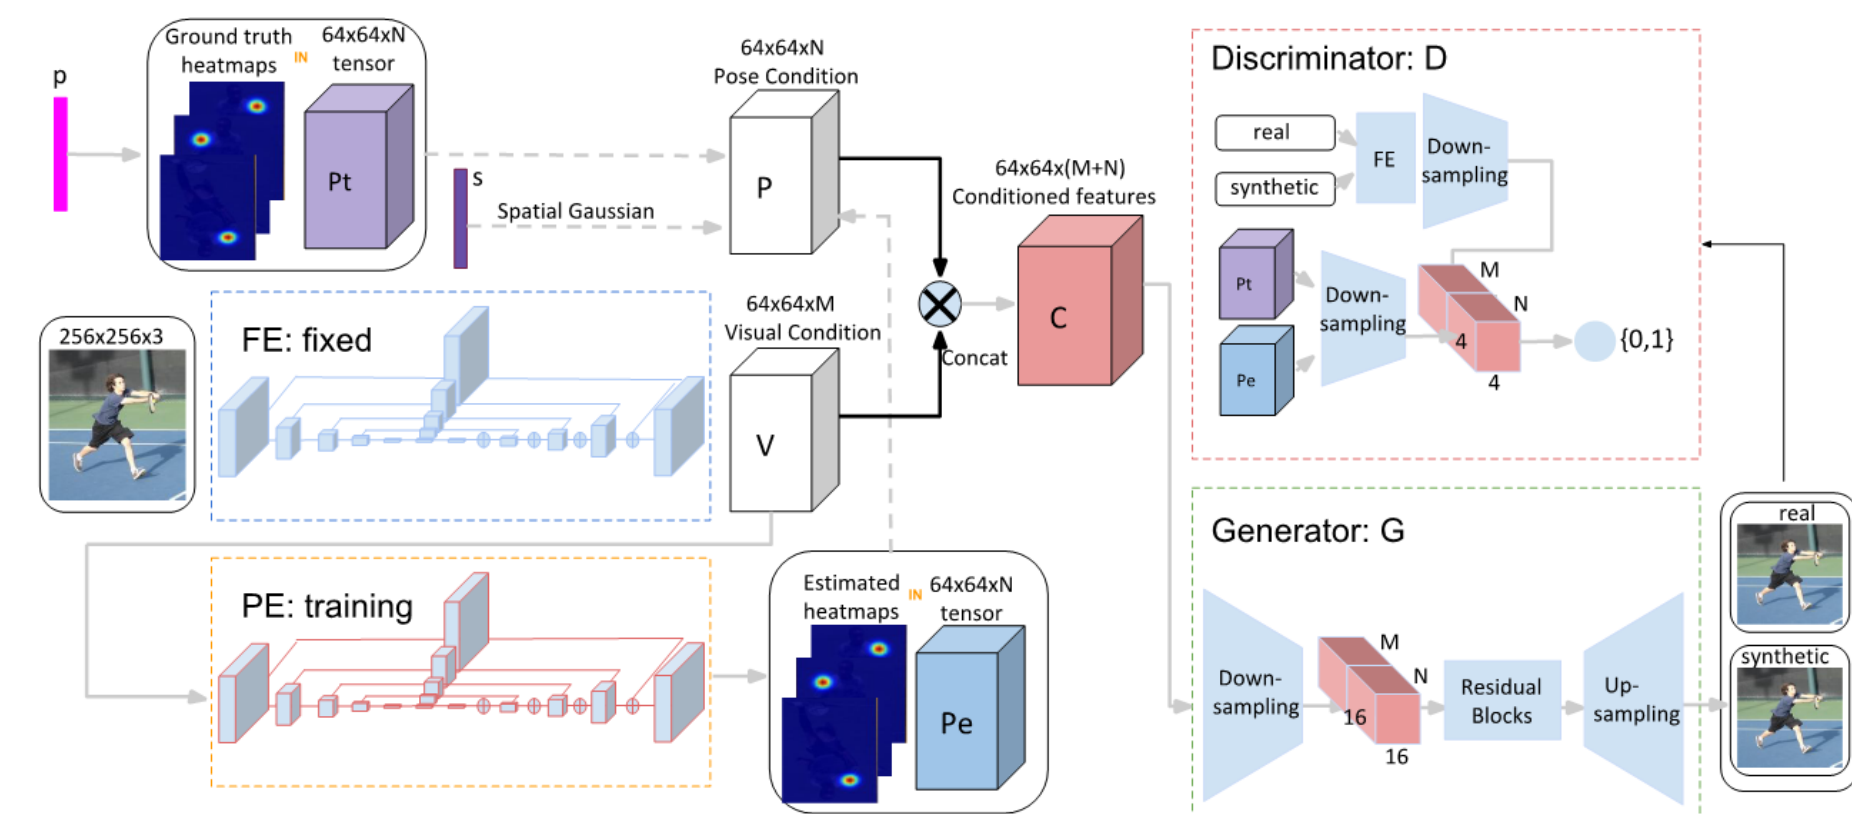 p
Ground truth
heatmaps
IN
64x64xN
tensor
Pt
s
Spatial Gaussian
64x64xN
Pose Condition
P
64x64x(M+N)
Conditioned features
C
Concat
64x64xM
Visual Condition
V
256x256x3
FE: fixed
PE: training
Estimated
heatmaps
IN
64x64xN
tensor
Pe
Discriminator: D
real
synthetic
FE
Down-
sampling
Pt
Pe
Down-
sampling
M
N
4
4
{0,1}
Generator: G
Down-
sampling
M
N
16
16
Residual
Blocks
Up-
sampling
real
synthetic